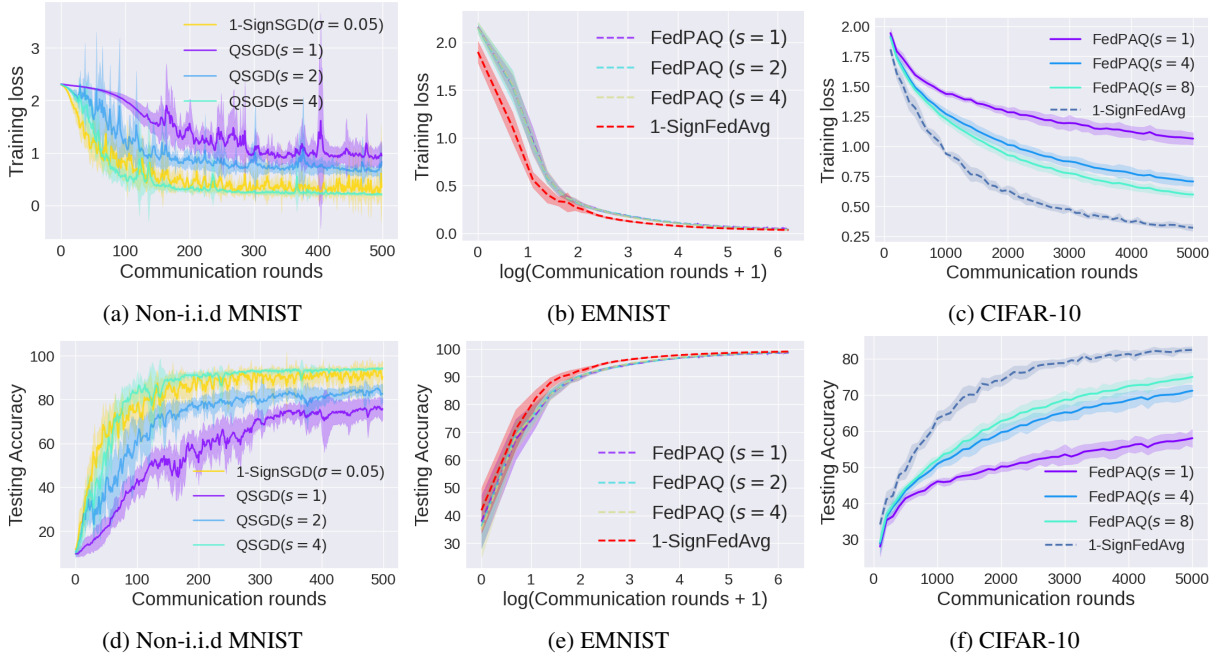 1-SignSGD(σ = 0.05)
QSGD(s = 1)
QSGD(s = 2)
QSGD(s = 4)
Training loss
3
2
1
0
0 100 200 300 400 500
Communication rounds
(a) Non-i.i.d MNIST
FedPAQ (s = 1)
FedPAQ (s = 2)
FedPAQ (s = 4)
1-SignFedAvg
Training loss
2.0
1.5
1.0
0.5
0.0
0 1 2 3 4 5 6
log(Communication rounds + 1)
(b) EMNIST
FedPAQ(s = 1)
FedPAQ(s = 4)
FedPAQ(s = 8)
1-SignFedAvg
Training loss
2.00
1.75
1.50
1.25
1.00
0.75
0.50
0.25
0 1000 2000 3000 4000 5000
Communication rounds
(c) CIFAR-10
Testing Accuracy
100
80
60
40
20
1-SignSGD(σ = 0.05)
QSGD(s = 1)
QSGD(s = 2)
QSGD(s = 4)
0 100 200 300 400 500
Communication rounds
(d) Non-i.i.d MNIST
Testing Accuracy
100
90
80
70
60
50
40
30
FedPAQ (s = 1)
FedPAQ (s = 2)
FedPAQ (s = 4)
1-SignFedAvg
0 1 2 3 4 5 6
log(Communication rounds + 1)
(e) EMNIST
Testing Accuracy
80
70
60
50
40
30
FedPAQ(s = 1)
FedPAQ(s = 4)
FedPAQ(s = 8)
1-SignFedAvg
0 1000 2000 3000 4000 5000
Communication rounds
(f) CIFAR-10